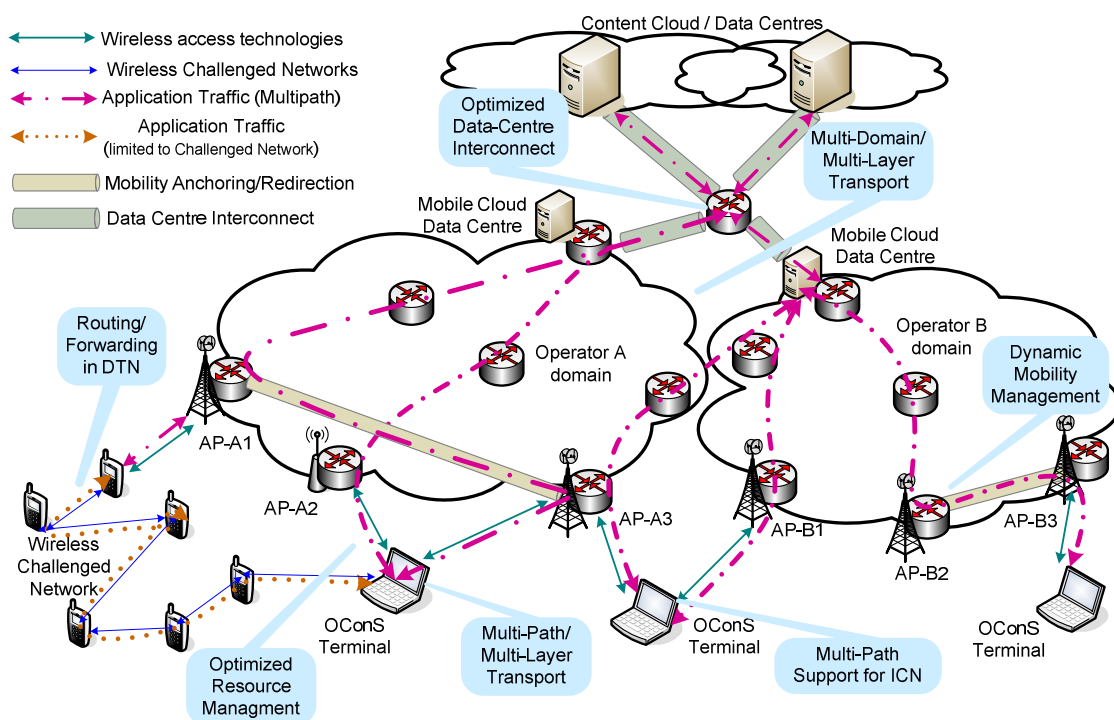 Wireless access technologies
Wireless Challenged Networks
Application Traffic (Multipath)
Application Traffic
(limited to Challenged Network)
Mobility Anchoring/Redirection
Data Centre Interconnect
Content Cloud / Data Centres
Optimized
Data-Centre
Interconnect
Multi-Domain/
Multi-Layer
Transport
Mobile Cloud
Data Centre
Mobile Cloud
Data Centre
Routing/
Forwarding
in DTN
Operator A
domain
Operator B
domain
Dynamic
Mobility
Management
AP-A1
AP-A2
AP-A3
AP-B1
AP-B2
AP-B3
Wireless
Challenged
Network
OConS
Terminal
OConS
Terminal
OConS
Terminal
Optimized
Resource
Managment
Multi-Path/
Multi-Layer
Transport
Multi-Path
Support for ICN